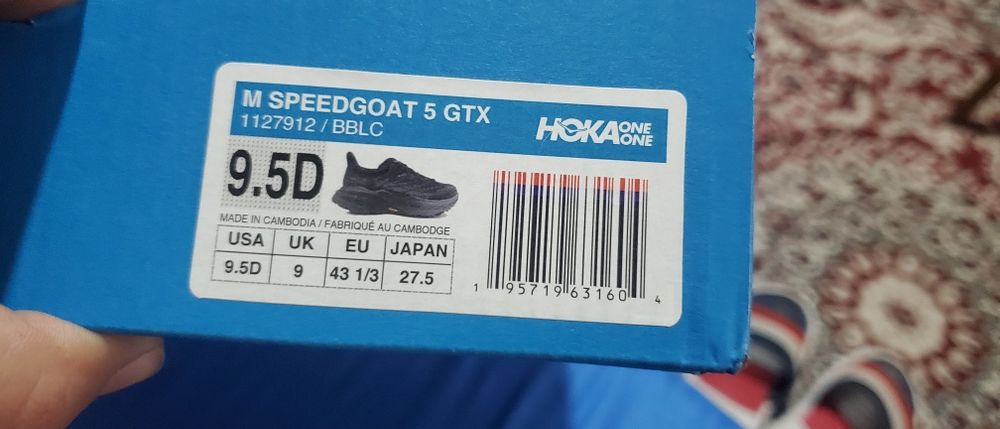 M SPEEDGOAT 5 GTX
1127912 / BBLC
HOKA ONE ONE
9.5D
MADE IN CAMBODIA / FABRIQUÉ AU CAMBODGE
USA UK EU JAPAN
9.5D 9 43 1/3 27.5
1 95719 63160 4